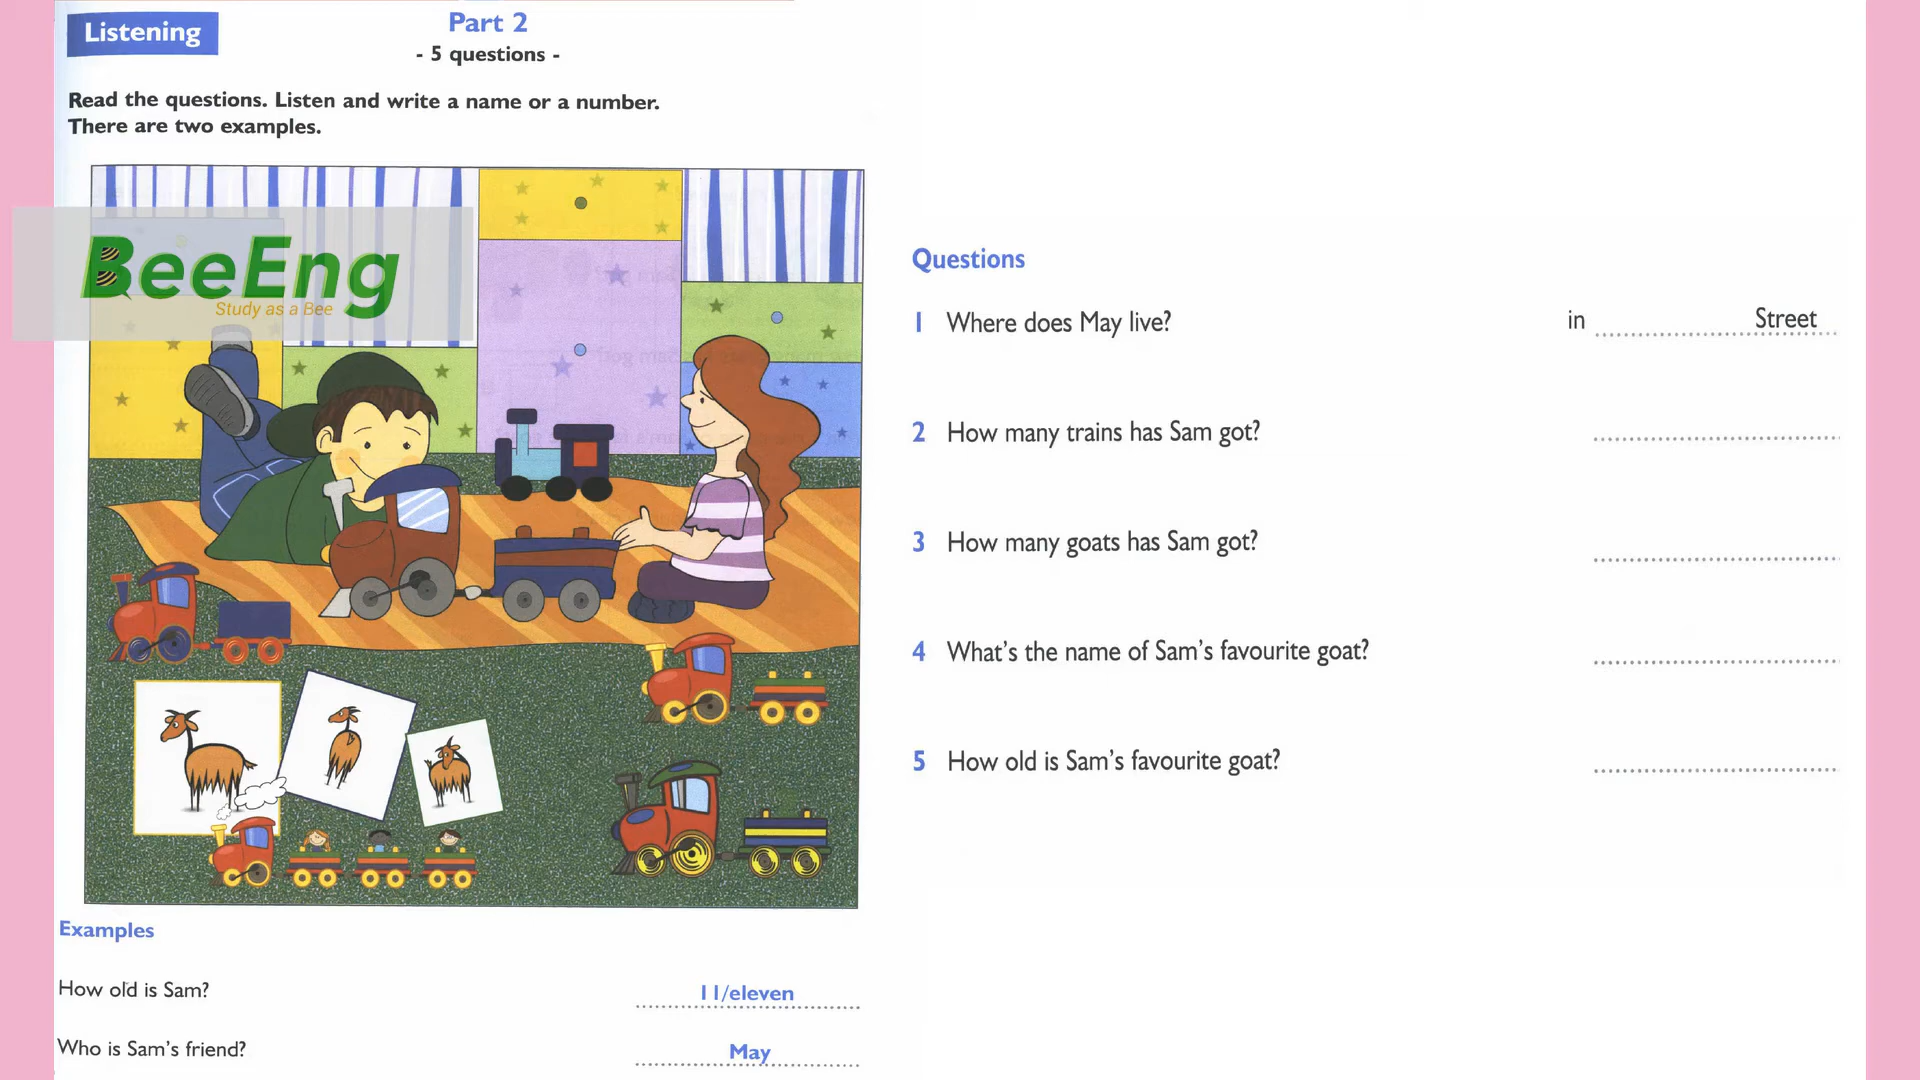 Listening
Part 2
- 5 questions -
Read the questions. Listen and write a name or a number.
There are two examples.
BeeEng
Study as a Bee
Examples
How old is Sam?
11/eleven
Who is Sam's friend?
May
Questions
1 Where does May live? in Street
2 How many trains has Sam got?
3 How many goats has Sam got?
4 What's the name of Sam's favourite goat?
5 How old is Sam's favourite goat?